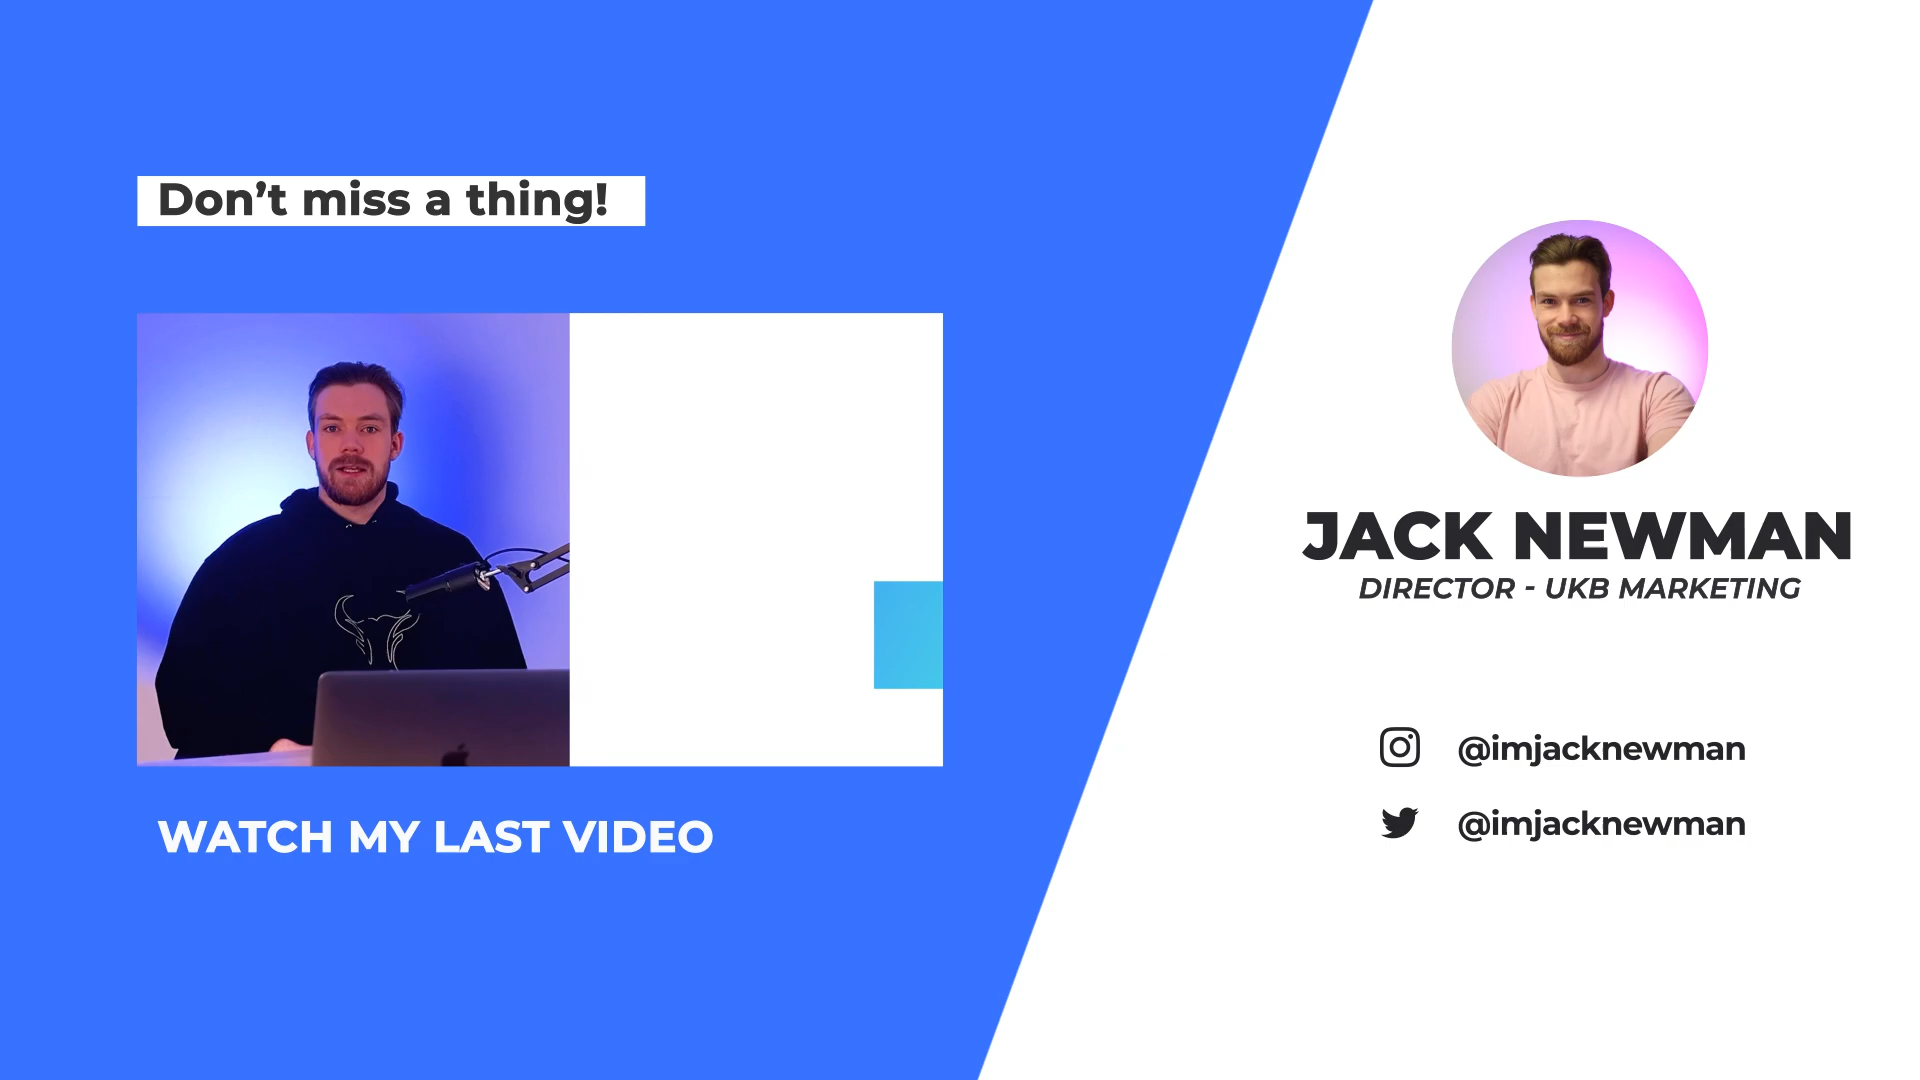 Don’t miss a thing!
WATCH MY LAST VIDEO
JACK NEWMAN
DIRECTOR - UKB MARKETING
@imjacknewman
@imjacknewman